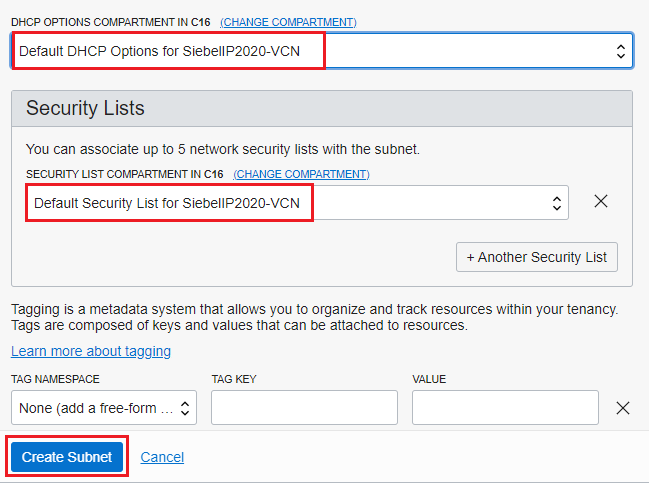 DHCP OPTIONS COMPARTMENT IN C16 (CHANGE COMPARTMENT)
Default DHCP Options for SiebelIP2020-VCN
Security Lists
You can associate up to 5 network security lists with the subnet.
SECURITY LIST COMPARTMENT IN C16 (CHANGE COMPARTMENT)
Default Security List for SiebelIP2020-VCN
+ Another Security List
Tagging is a metadata system that allows you to organize and track resources within your tenancy.
Tags are composed of keys and values that can be attached to resources.
Learn more about tagging
TAG NAMESPACE TAG KEY VALUE
None (add a free-form ...
Create Subnet Cancel